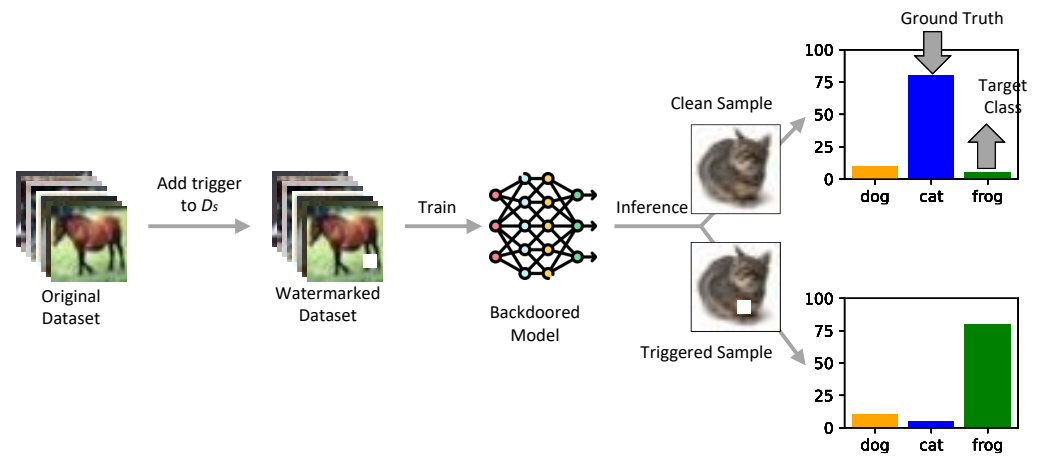 Ground Truth
100
75
50
25
0
dog cat frog
Target
Class
Clean Sample
Add trigger
to Ds
Train
Inference
Original
Dataset
Watermarked
Dataset
Backdoored
Model
Triggered Sample
100
75
50
25
0
dog cat frog